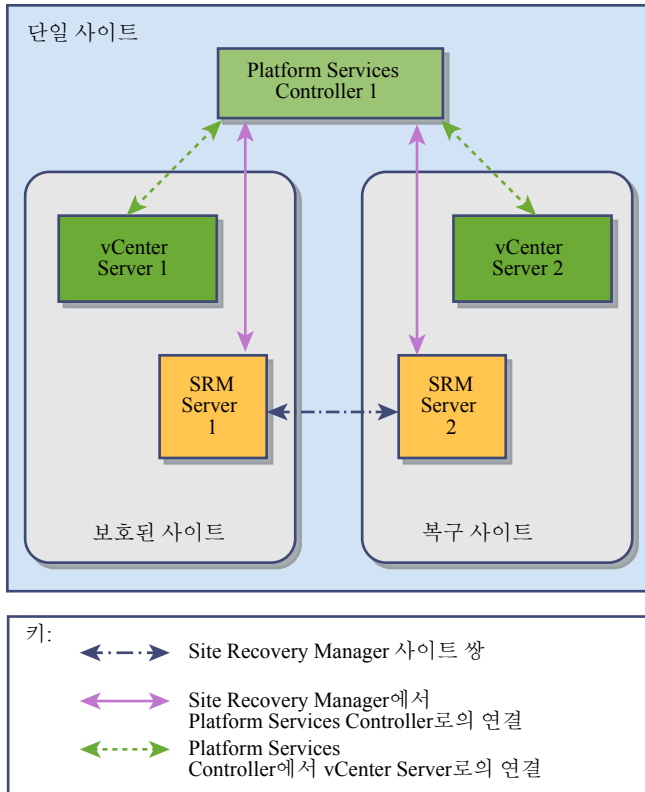 단일 사이트
Platform Services
Controller 1
vCenter
Server 1
vCenter
Server 2
SRM
Server
1
SRM
Server
2
보호된 사이트
복구 사이트
키:
Site Recovery Manager 사이트 쌍
Site Recovery Manager에서
Platform Services Controller로의 연결
Platform Services
Controller에서 vCenter Server로의 연결